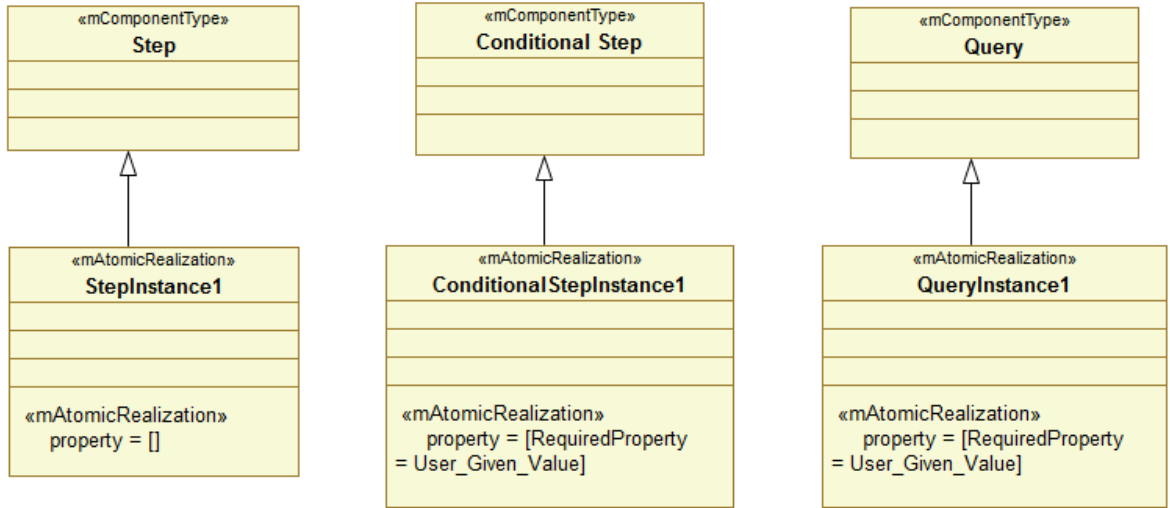 «mComponentType»
Step
«mComponentType»
Conditional Step
«mComponentType»
Query
«mAtomicRealization»
StepInstance1
«mAtomicRealization»
property = []
«mAtomicRealization»
ConditionalStepInstance1
«mAtomicRealization»
property = [RequiredProperty
= User_Given_Value]
«mAtomicRealization»
QueryInstance1
«mAtomicRealization»
property = [RequiredProperty
= User_Given_Value]